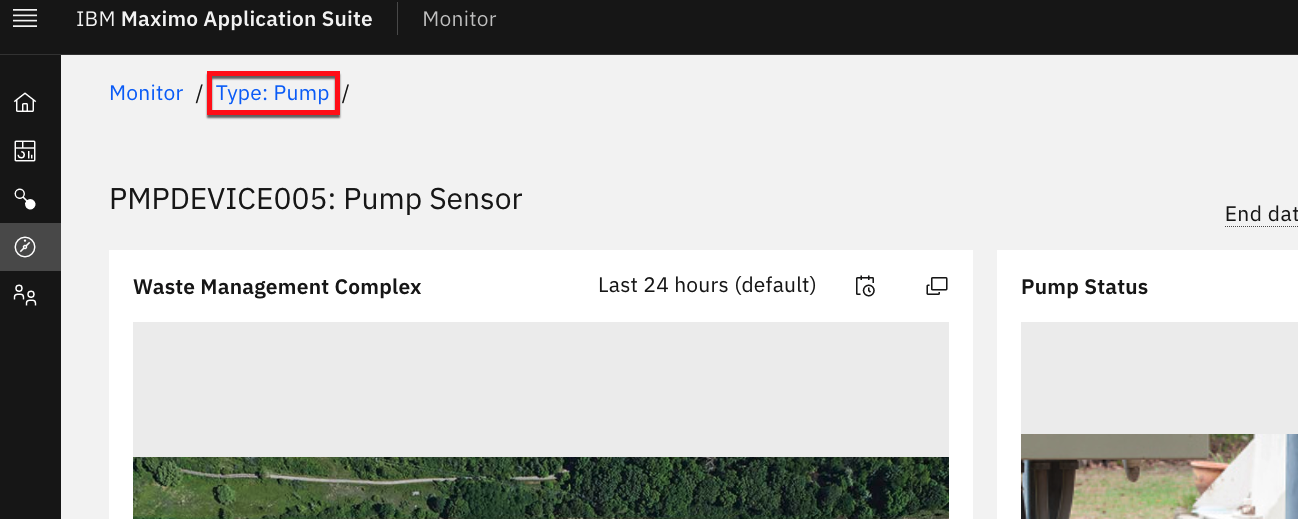 IBM Maximo Application Suite Monitor
Monitor / Type: Pump /
PMPDEVICE005: Pump Sensor
End dat
Waste Management Complex Last 24 hours (default)
Pump Status